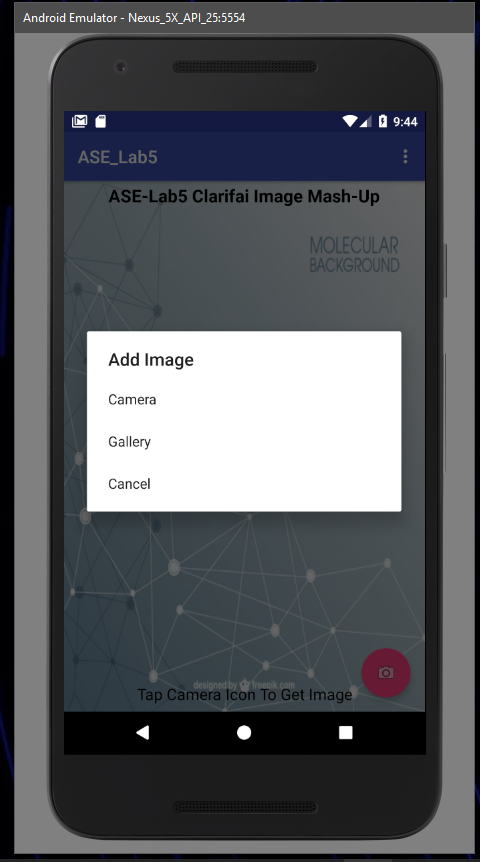 Android Emulator - Nexus_5X_API_25:5554
9:44
ASE_Lab5
ASE-Lab5 Clarifai Image Mash-Up
MOLECULAR
BACKGROUND
Add Image
Camera
Gallery
Cancel
designed by freepik.com
Tap Camera Icon To Get Image